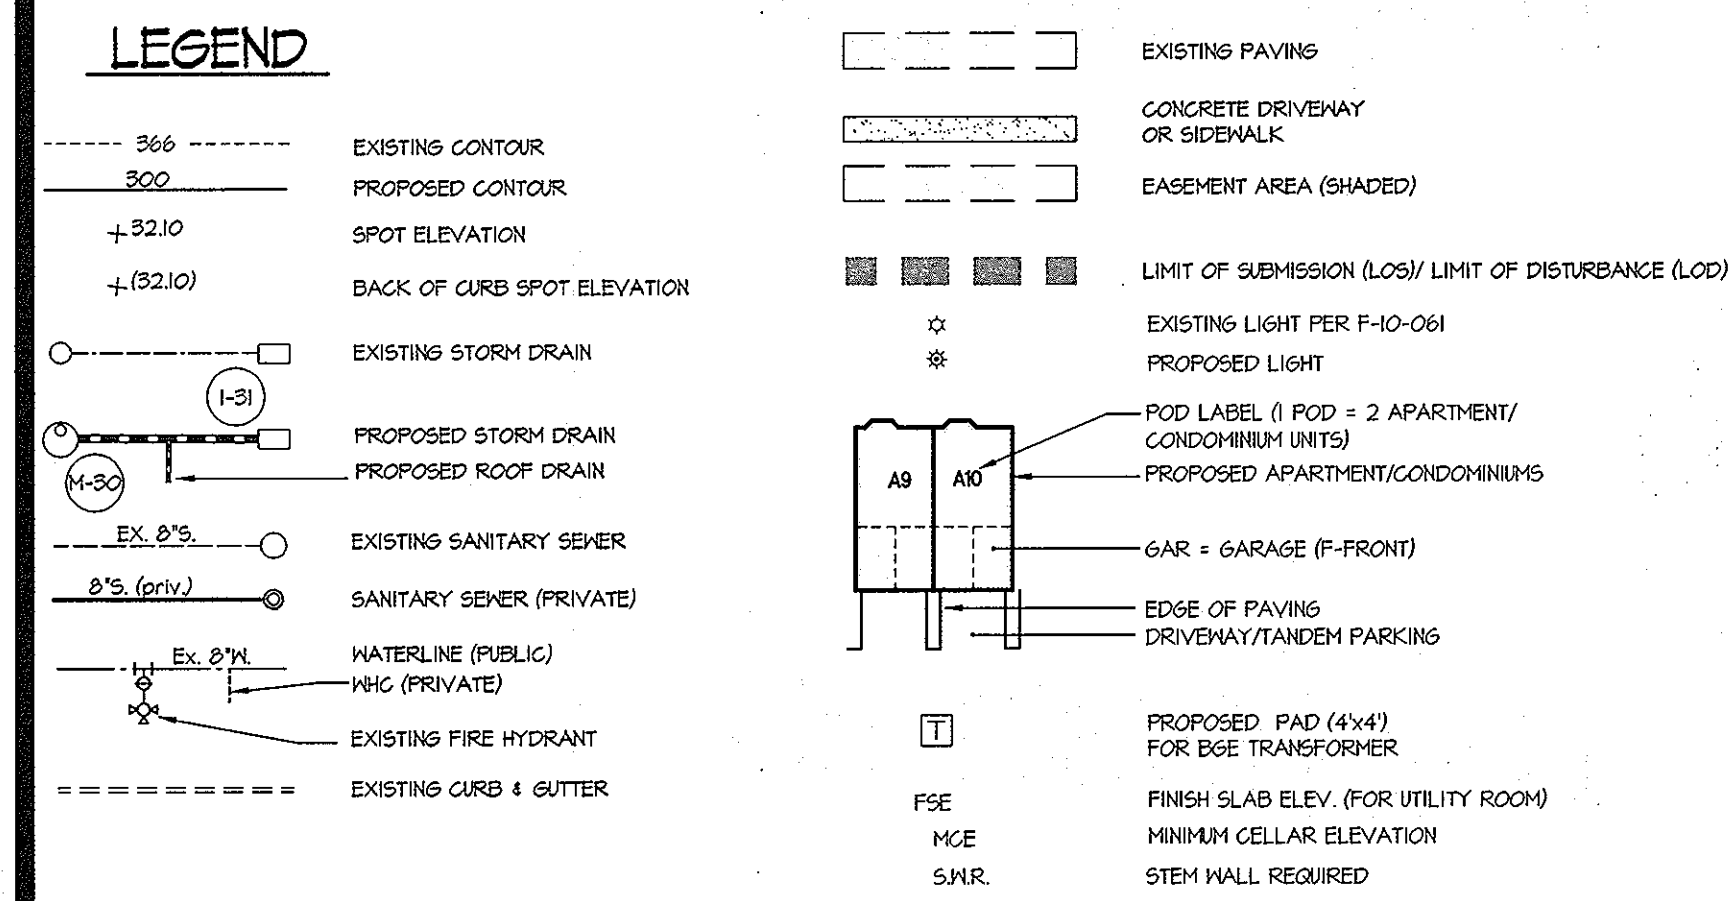 LEGEND
366
EXISTING CONTOUR
300
PROPOSED CONTOUR
+32.10
SPOT ELEVATION
+(32.10)
BACK OF CURB SPOT ELEVATION
EXISTING STORM DRAIN
I-31
PROPOSED STORM DRAIN
M-30
PROPOSED ROOF DRAIN
EX. 8"S.
EXISTING SANITARY SEWER
8"S. (priv.)
SANITARY SEWER (PRIVATE)
Ex. 8"W.
WATERLINE (PUBLIC)
WHC (PRIVATE)
EXISTING FIRE HYDRANT
EXISTING CURB & GUTTER
EXISTING PAVING
CONCRETE DRIVEWAY
OR SIDEWALK
EASEMENT AREA (SHADED)
LIMIT OF SUBMISSION (LOS)/ LIMIT OF DISTURBANCE (LOD)
EXISTING LIGHT PER F-10-061
PROPOSED LIGHT
POD LABEL (1 POD = 2 APARTMENT/
CONDOMINIUM UNITS)
A9 A10
PROPOSED APARTMENT/CONDOMINIUMS
GAR = GARAGE (F-FRONT)
EDGE OF PAVING
DRIVEWAY/TANDEM PARKING
T
PROPOSED PAD (4'x4')
FOR BGE TRANSFORMER
FSE
FINISH SLAB ELEV. (FOR UTILITY ROOM)
MCE
MINIMUM CELLAR ELEVATION
S.W.R.
STEM WALL REQUIRED